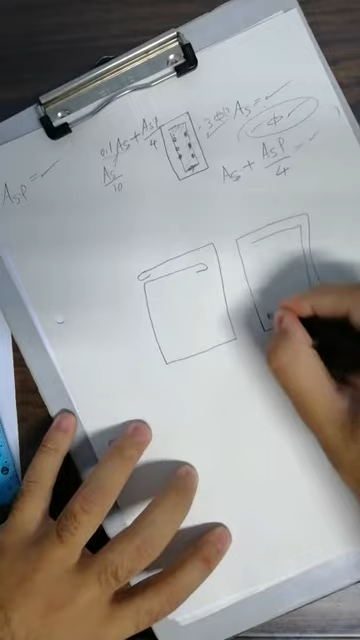 Asp = ✓
0.1 As + Asp/4
As/10
3Φ
As = ✓
Φ
As + Asp/4 = ✓